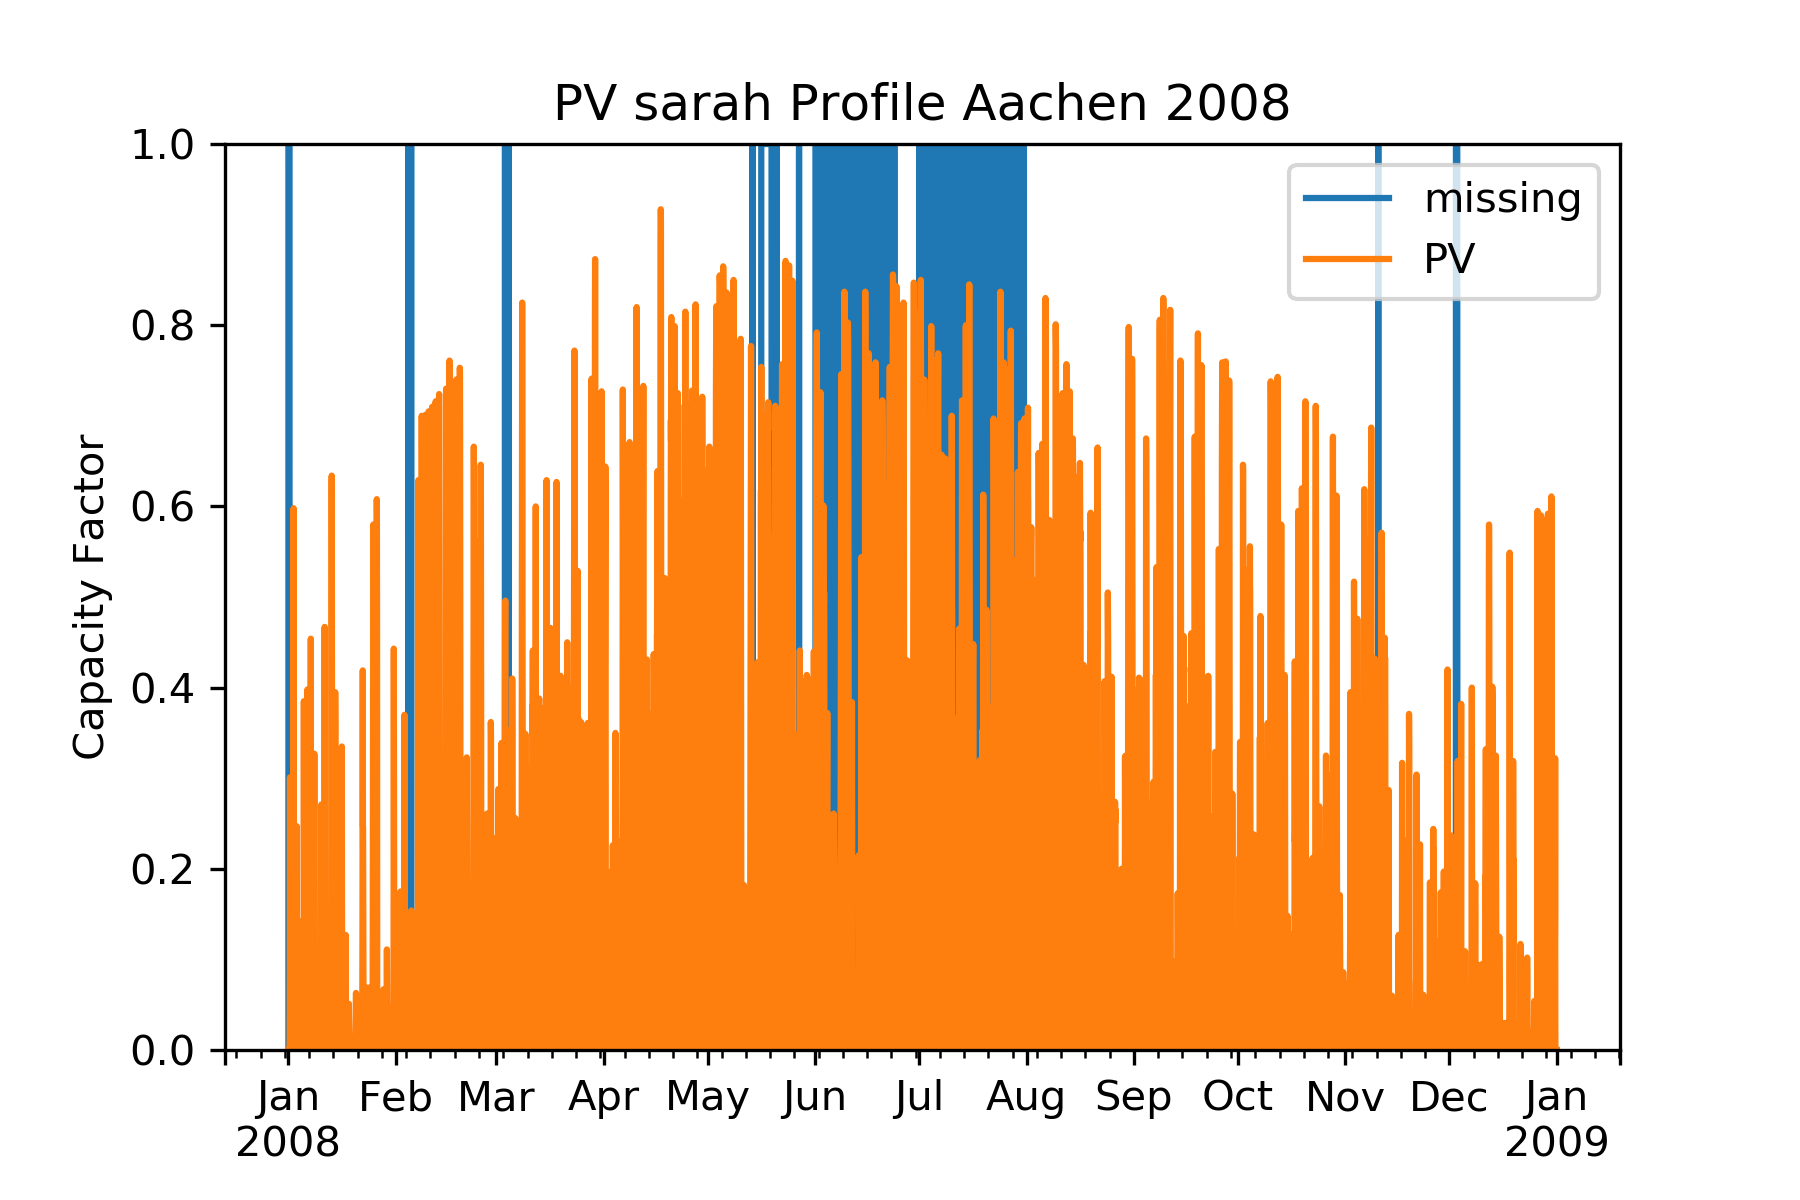 PV sarah Profile Aachen 2008
1.0
0.8
0.6
0.4
0.2
0.0
Capacity Factor
missing
PV
Jan Feb Mar Apr May Jun Jul Aug Sep Oct Nov Dec Jan
2008 2009